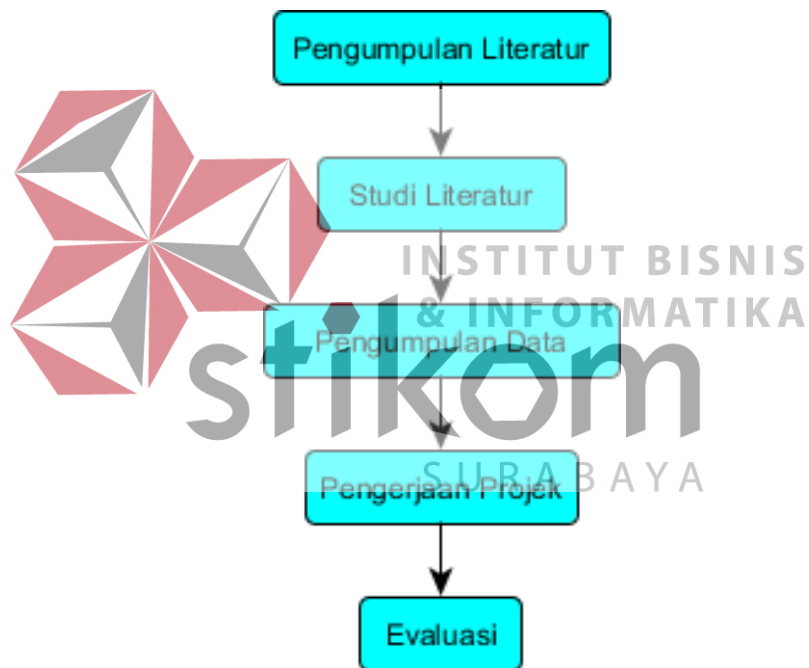 Pengumpulan Literatur
Studi Literatur
INSTITUT BISNIS
& INFORMATIKA
Pengumpulan Data
stikom
SURABAYA
Pengerjaan Projek
Evaluasi